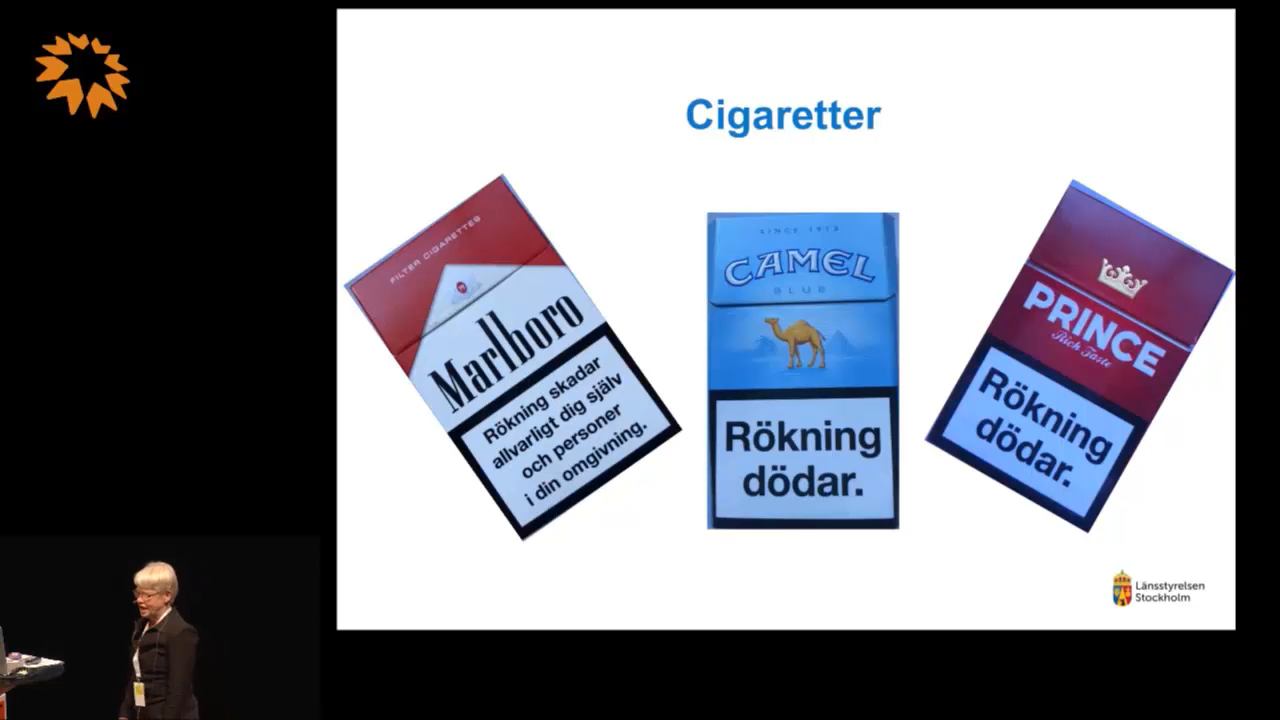 Cigaretter
FILTER CIGARETTES
Marlboro
Rökning skadar
allvarligt dig själv
och personer
i din omgivning.
SINCE 1913
CAMEL
BLUE
Rökning
dödar.
PRINCE
Rich Taste
Rökning
dödar.
Länsstyrelsen
Stockholm